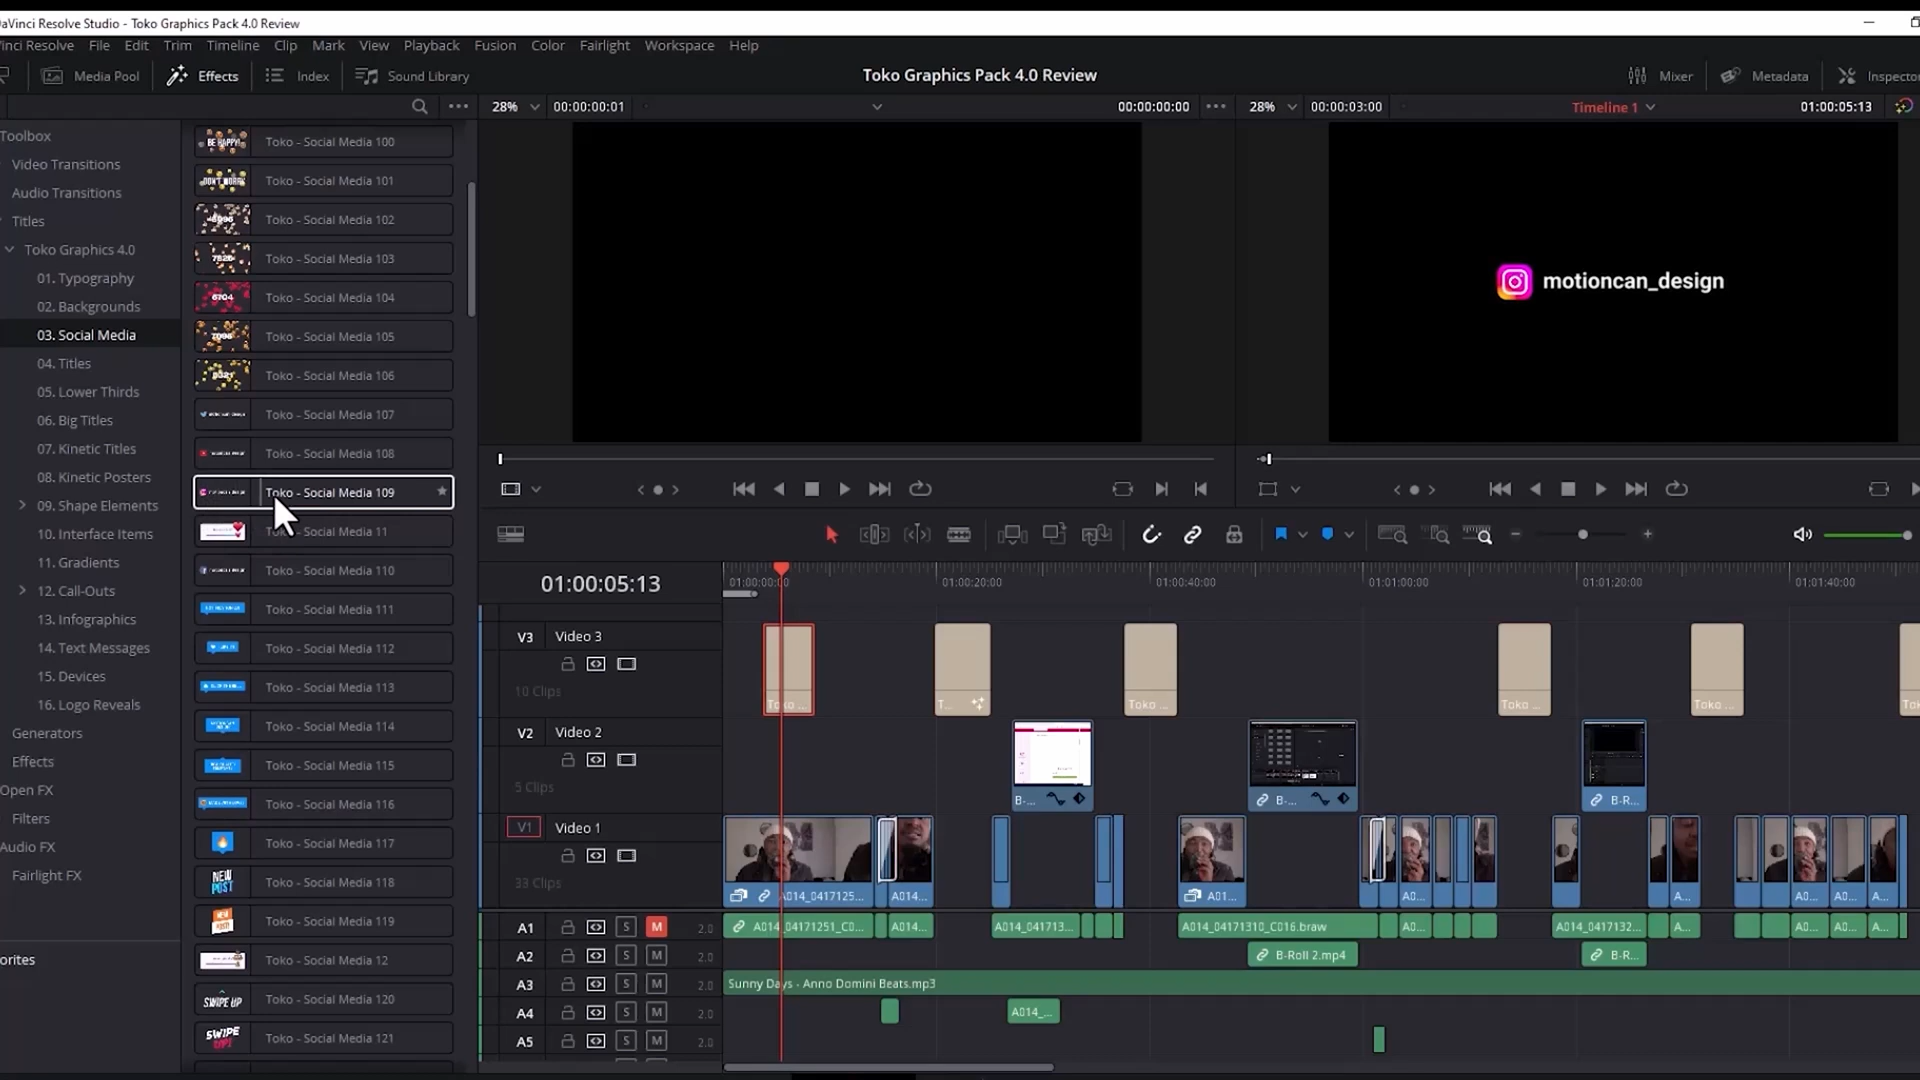 DaVinci Resolve Studio - Toko Graphics Pack 4.0 Review
Vinci Resolve File Edit Trim Timeline Clip Mark View Playback Fusion Color Fairlight Workspace Help
Media Pool Effects Index Sound Library Toko Graphics Pack 4.0 Review Mixer Metadata Inspector
28% 00:00:00:01 00:00:00:00 28% 00:00:03:00 Timeline 1 01:00:05:13
Toolbox
Video Transitions
Audio Transitions
Titles
Toko Graphics 4.0
01. Typography
02. Backgrounds
03. Social Media
04. Titles
05. Lower Thirds
06. Big Titles
07. Kinetic Titles
08. Kinetic Posters
09. Shape Elements
10. Interface Items
11. Gradients
12. Call-Outs
13. Infographics
14. Text Messages
15. Devices
16. Logo Reveals
Generators
Effects
Open FX
Filters
Audio FX
Fairlight FX
orites
BE HAPPY! Toko - Social Media 100
DON'T WORRY Toko - Social Media 101
Toko - Social Media 102
Toko - Social Media 103
6704 Toko - Social Media 104
Toko - Social Media 105
Toko - Social Media 106
Toko - Social Media 107
Toko - Social Media 108
Toko - Social Media 109
Toko - Social Media 11
Toko - Social Media 110
Toko - Social Media 111
Toko - Social Media 112
Toko - Social Media 113
Toko - Social Media 114
Toko - Social Media 115
Toko - Social Media 116
Toko - Social Media 117
NEW POST Toko - Social Media 118
Toko - Social Media 119
Toko - Social Media 12
SWIPE UP Toko - Social Media 120
SWIPE UP Toko - Social Media 121
motioncan_design
01:00:05:13 01:00:00:00 01:00:20:00 01:00:40:00 01:01:00:00 01:01:20:00 01:01:40:00
V3 Video 3
10 Clips
Toko ... T... Toko ... Toko ... Toko ... Toko
V2 Video 2
5 Clips
B-... B-... B-R...
V1 Video 1
33 Clips
A014_0417125... A014... A01... A0... A... A0... A0... A...
A1 S M 2.0 A014_04171251_C0... A014... A014_041713... A014_04171310_C016.braw A0... A014_0417132... A... A0... A0... A...
A2 S M 2.0 B-Roll 2.mp4 B-R...
A3 S M 2.0 Sunny Days - Anno Domini Beats.mp3
A4 S M 2.0 A014_...
A5 S M 2.0